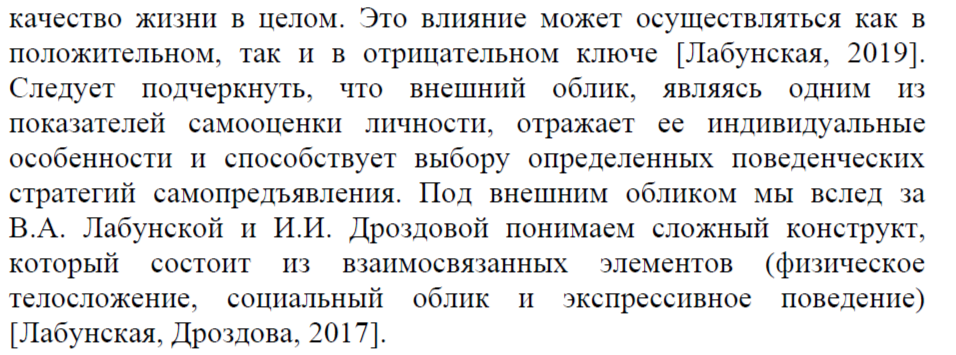 качество жизни в целом. Это влияние может осуществляться как в
положительном, так и в отрицательном ключе [Лабунская, 2019].
Следует подчеркнуть, что внешний облик, являясь одним из
показателей самооценки личности, отражает ее индивидуальные
особенности и способствует выбору определенных поведенческих
стратегий самопредъявления. Под внешним обликом мы вслед за
В.А. Лабунской и И.И. Дроздовой понимаем сложный конструкт,
который состоит из взаимосвязанных элементов (физическое
телосложение, социальный облик и экспрессивное поведение)
[Лабунская, Дроздова, 2017].